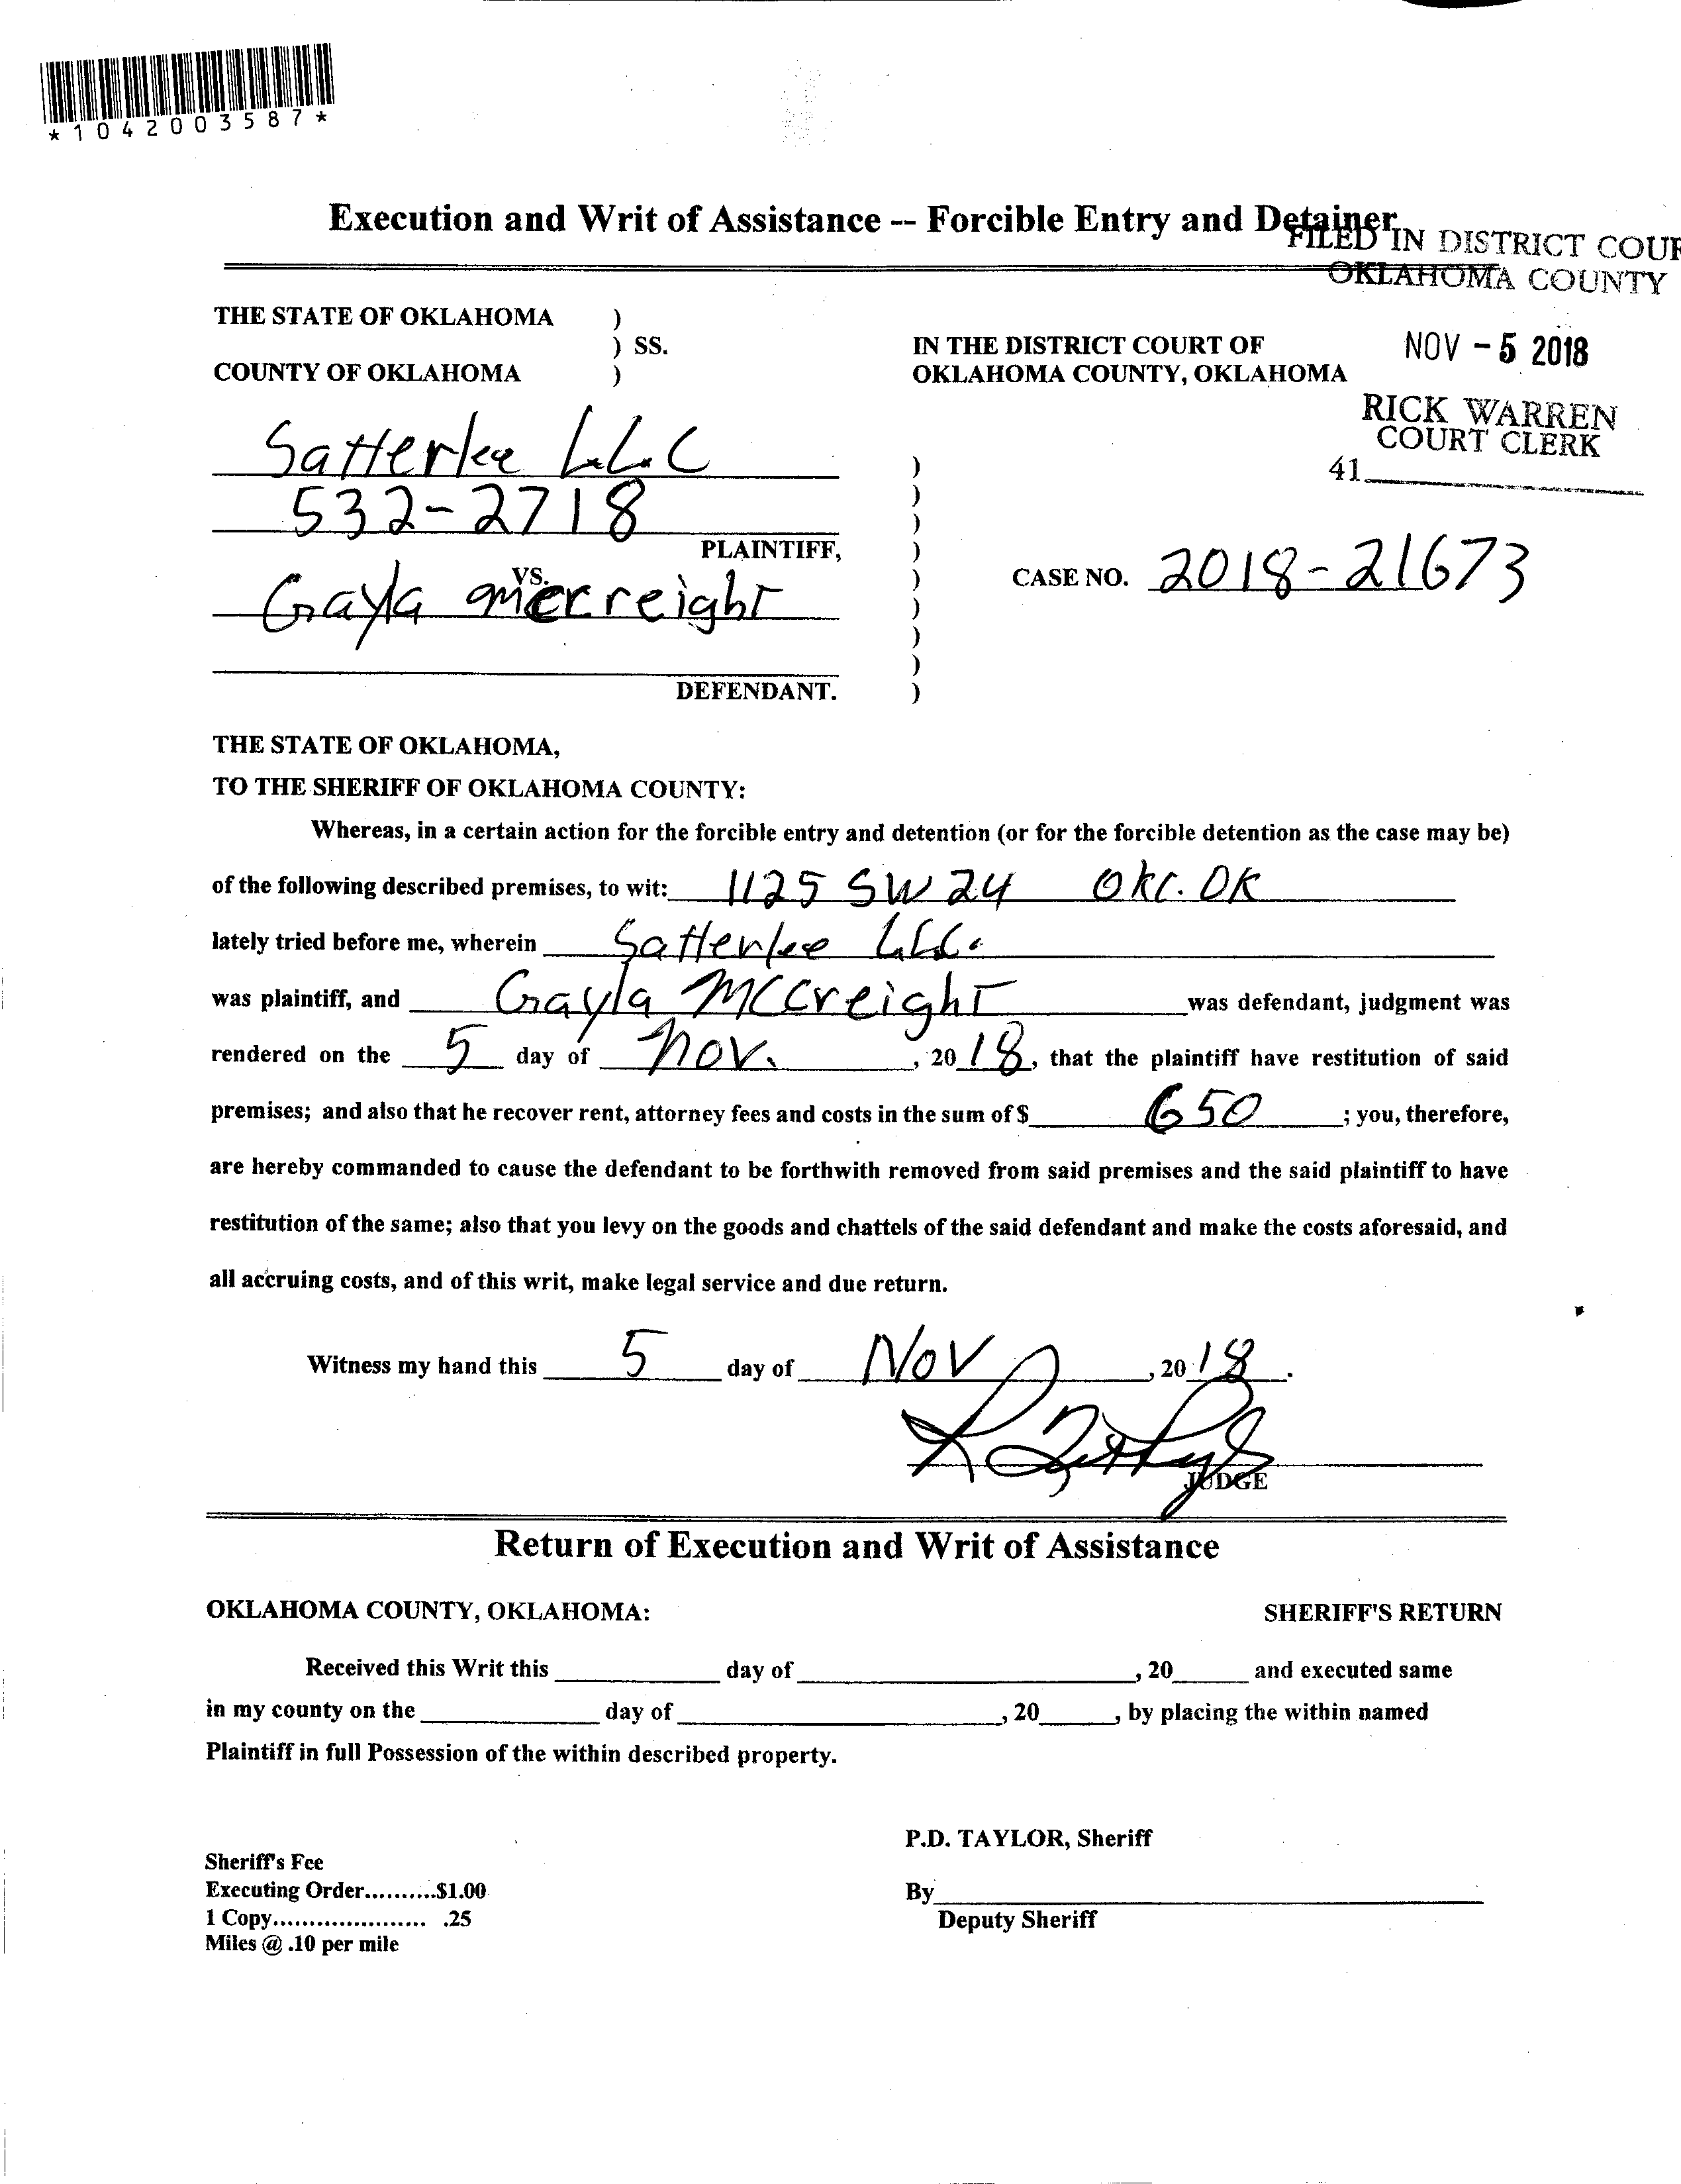 *1042003587*
Execution and Writ of Assistance -- Forcible Entry and Detainer
FILED IN DISTRICT COUR
OKLAHOMA COUNTY
THE STATE OF OKLAHOMA )
) SS.
COUNTY OF OKLAHOMA )
IN THE DISTRICT COURT OF
OKLAHOMA COUNTY, OKLAHOMA
NOV - 5 2018
RICK WARREN
COURT CLERK
41
Satterlee L.L.C
532-2718
PLAINTIFF,
vs.
Gayla Mccreight
DEFENDANT.
)
)
)
)
)
)
)
)
)
CASE NO. 2018-21673
THE STATE OF OKLAHOMA,
TO THE SHERIFF OF OKLAHOMA COUNTY:
Whereas, in a certain action for the forcible entry and detention (or for the forcible detention as the case may be)
of the following described premises, to wit: 1125 SW 24 OKC. OK
lately tried before me, wherein Satterlee LLC.
was plaintiff, and Gayla MCCreight was defendant, judgment was
rendered on the 5 day of Nov. , 20 18, that the plaintiff have restitution of said
premises; and also that he recover rent, attorney fees and costs in the sum of $ 650 ; you, therefore,
are hereby commanded to cause the defendant to be forthwith removed from said premises and the said plaintiff to have
restitution of the same; also that you levy on the goods and chattels of the said defendant and make the costs aforesaid, and
all accruing costs, and of this writ, make legal service and due return.
Witness my hand this 5 day of Nov , 20 18.
JUDGE
Return of Execution and Writ of Assistance
OKLAHOMA COUNTY, OKLAHOMA: SHERIFF'S RETURN
Received this Writ this ____ day of ____, 20____ and executed same
in my county on the ____ day of ____, 20____, by placing the within named
Plaintiff in full Possession of the within described property.
P.D. TAYLOR, Sheriff
Sheriff's Fee
Executing Order..........$1.00
1 Copy..................... .25
Miles @ .10 per mile
By____
Deputy Sheriff